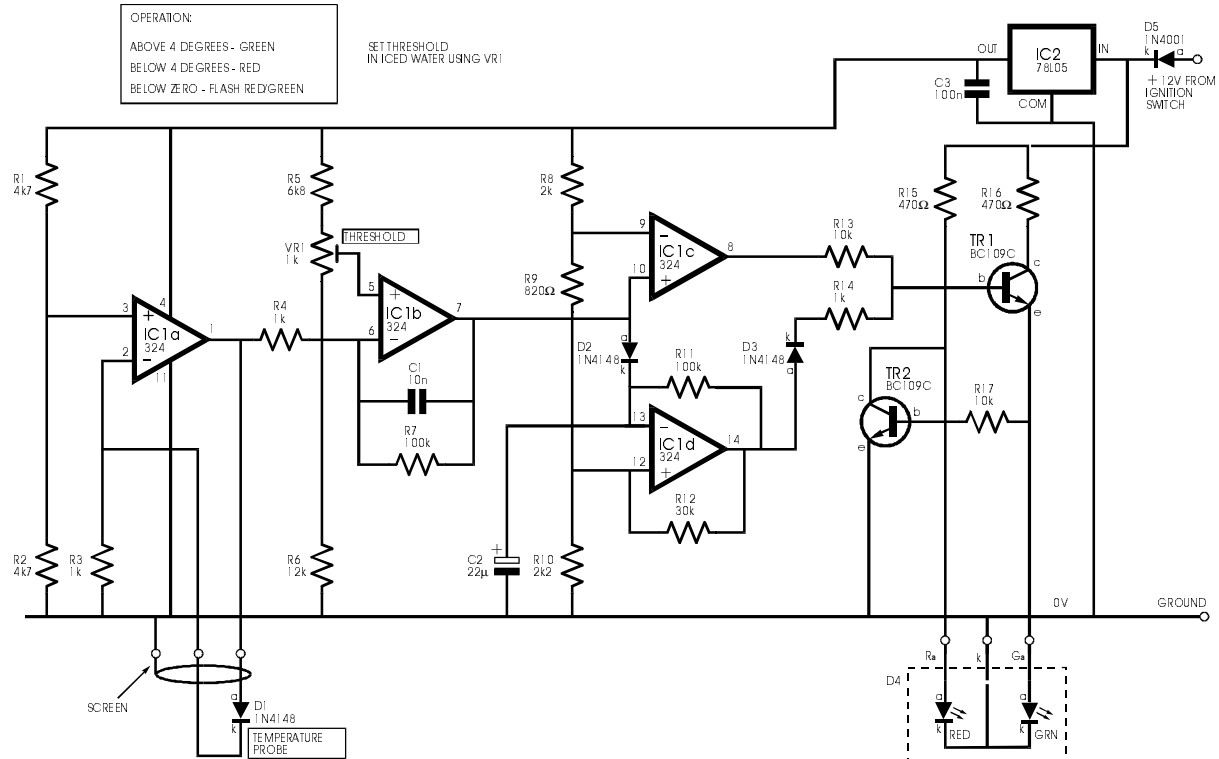 OPERATION:
ABOVE 4 DEGREES - GREEN
BELOW 4 DEGREES - RED
BELOW ZERO - FLASH RED/GREEN
SET THRESHOLD
IN ICED WATER USING VR1
OUT
IC2
78L05
IN
COM
C3
100n
D5
1N4001
k
a
+ 12V FROM
IGNITION
SWITCH
R1
4k7
R5
6k8
R8
2k
R15
470Ω
R16
470Ω
VR1
1k
THRESHOLD
9
−
IC1c
324
10
+
8
R13
10k
TR1
BC109C
c
b
e
R9
820Ω
R14
1k
3
+
4
IC1a
324
1
2
−
11
R4
1k
5
+
IC1b
324
7
6
−
D2
1N4148
a
k
R11
100k
D3
1N4148
k
a
C1
10n
R7
100k
TR2
BC109C
c
b
e
R17
10k
13
−
IC1d
324
14
12
+
R12
30k
R2
4k7
R3
1k
R6
12k
C2
22µ
+
R10
2k2
0V
GROUND
SCREEN
a
D1
1N4148
k
TEMPERATURE
PROBE
Ra
k
Ga
D4
a
k
RED
a
k
GRN